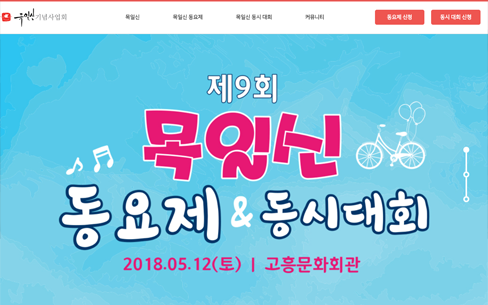 목일신기념사업회
목일신
목일신 동요제
목일신 동시 대회
커뮤니티
동요제 신청
동시 대회 신청
제9회
목일신
동요제 & 동시대회
2018.05.12(토) | 고흥문화회관